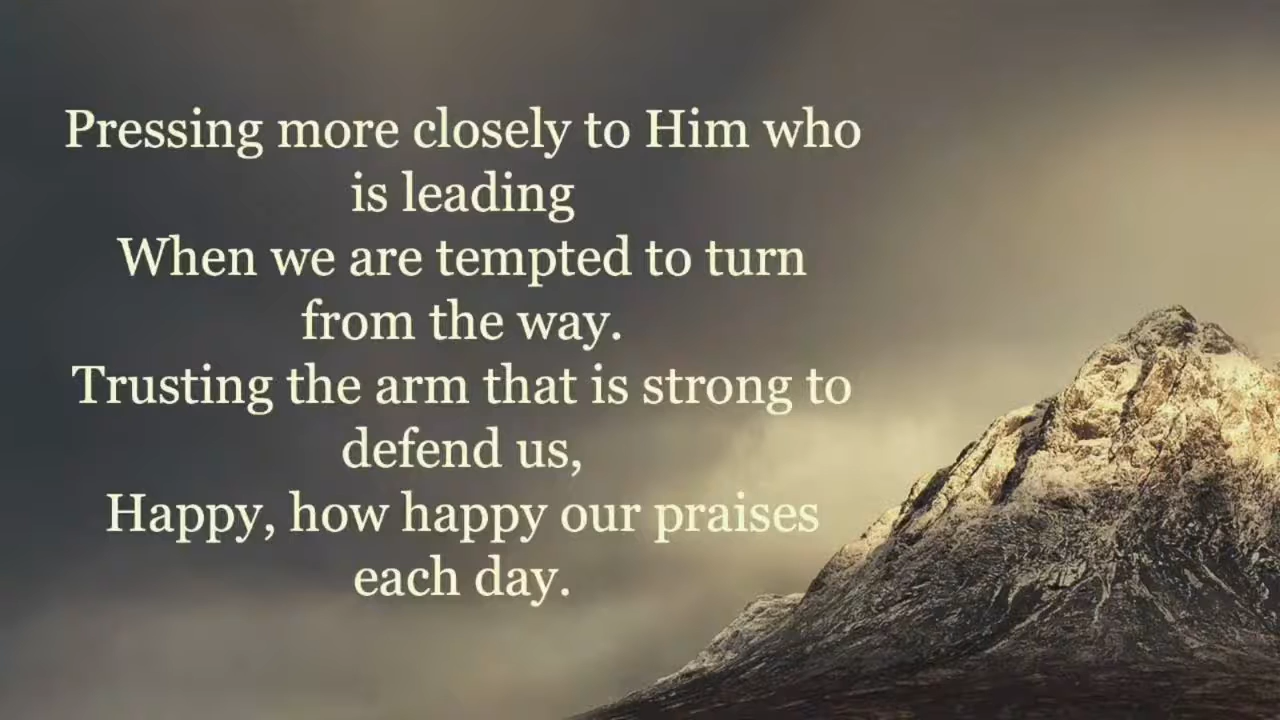 Pressing more closely to Him who
is leading
When we are tempted to turn
from the way.
Trusting the arm that is strong to
defend us,
Happy, how happy our praises
each day.